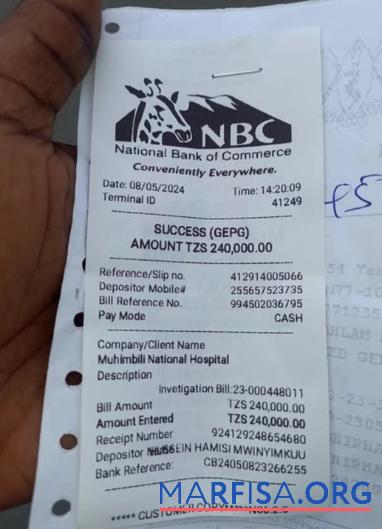 NBC
National Bank of Commerce
Conveniently Everywhere.
Date: 08/05/2024 Time: 14:20:09
Terminal ID 41249
SUCCESS (GEPG)
AMOUNT TZS 240,000.00
Reference/Slip no. 412914005066
Depositor Mobile# 255657523735
Bill Reference No. 994502036795
Pay Mode CASH
Company/Client Name
Muhimbili National Hospital
Description
Invetigation Bill:23-000448011
Bill Amount TZS 240,000.00
Amount Entered TZS 240,000.00
Receipt Number 924129248654680
Depositor HUSSEIN HAMISI MWINYIMKUU
Bank Reference: CB24050823266255
***** CUSTOMER COPY
MARFISA.ORG